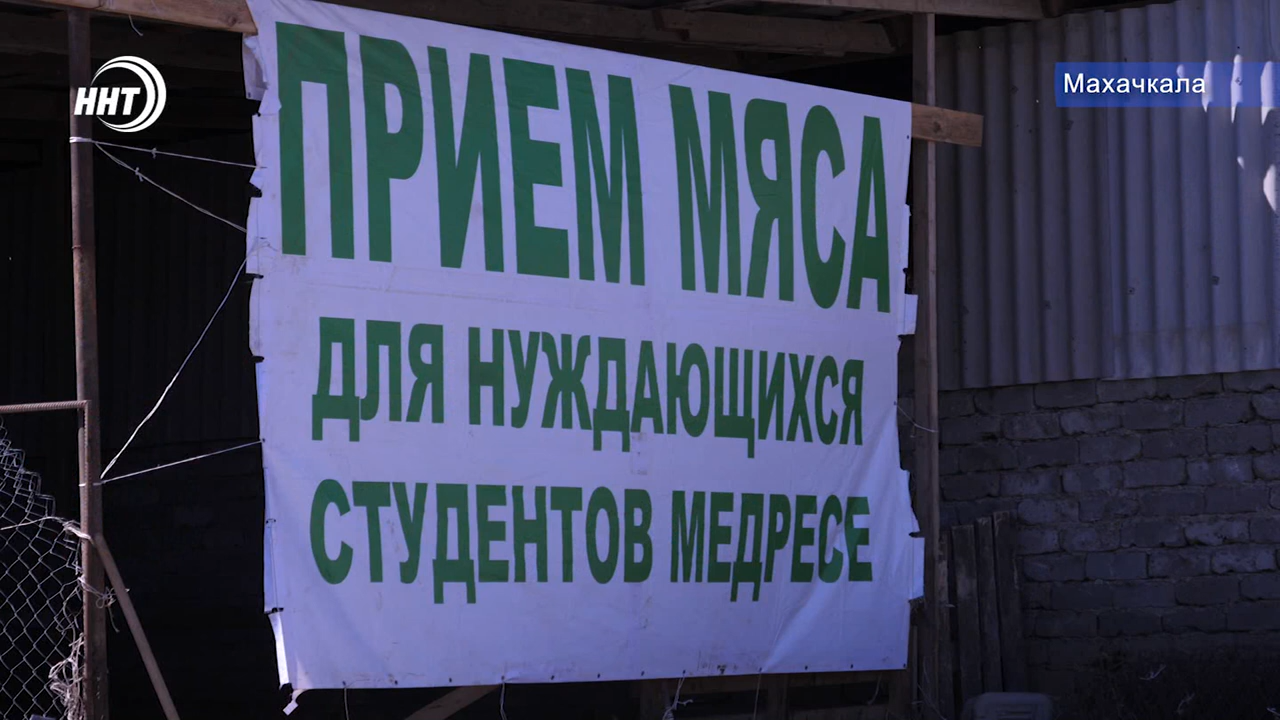 ННТ
Махачкала
ПРИЕМ МЯСА
ДЛЯ НУЖДАЮЩИХСЯ
СТУДЕНТОВ МЕДРЕСЕ